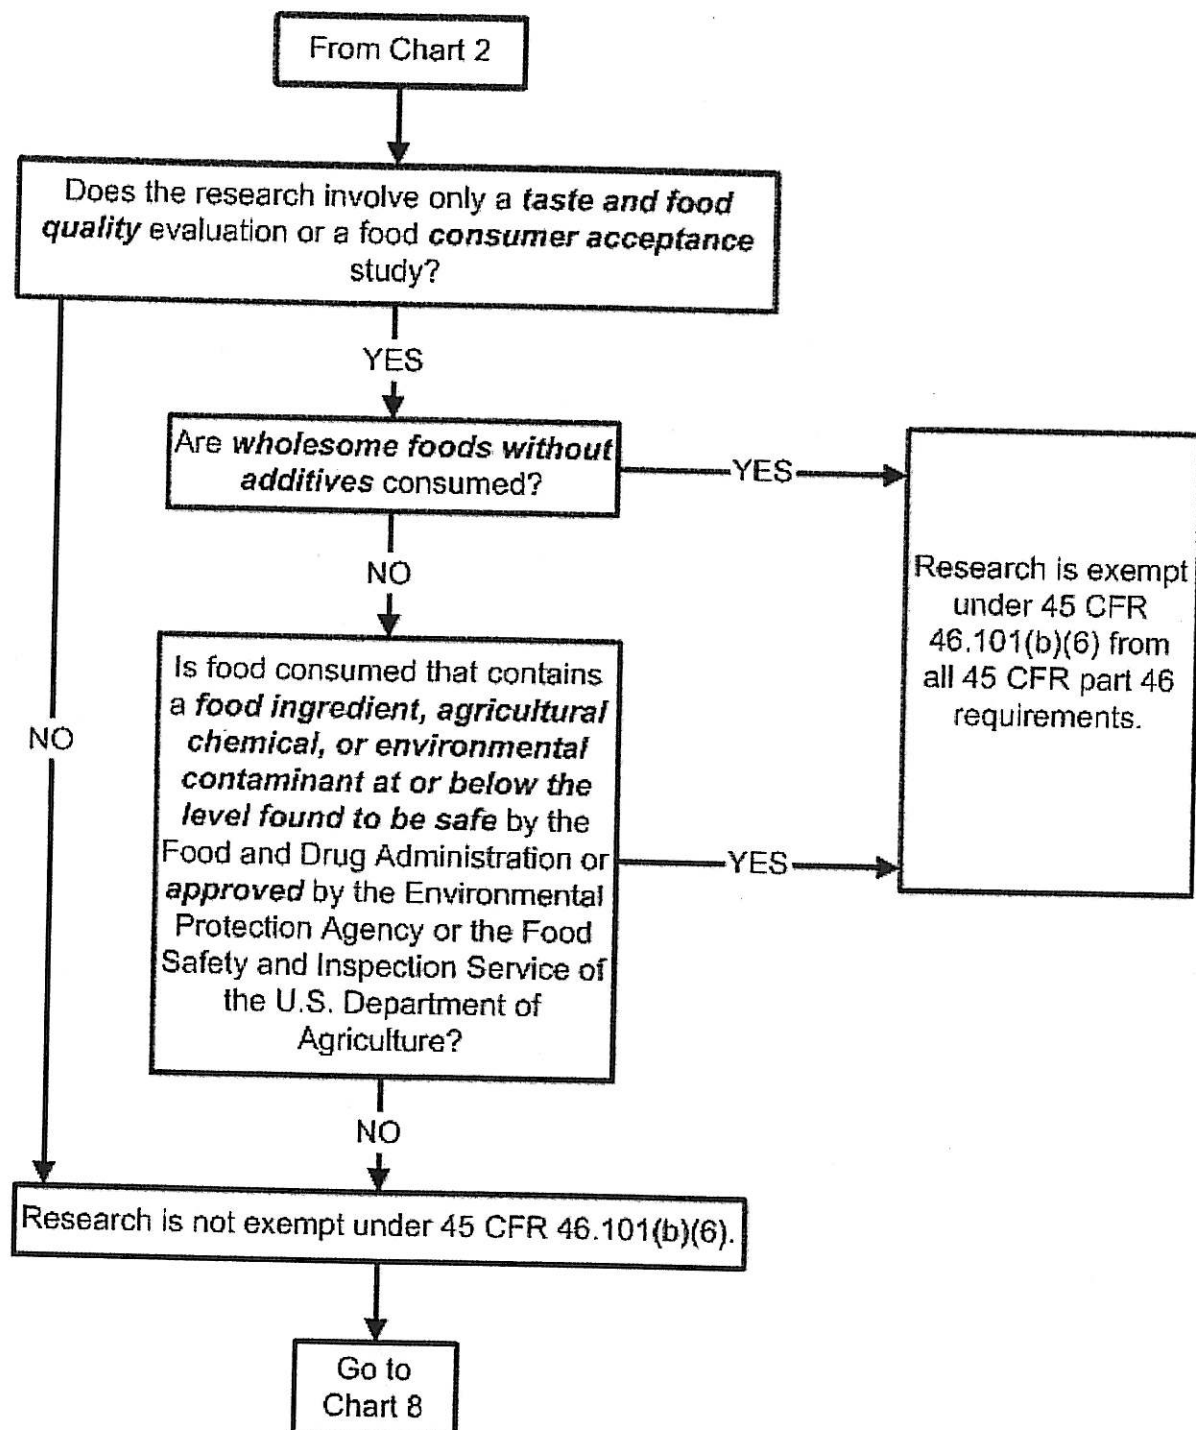 From Chart 2
Does the research involve only a taste and food
quality evaluation or a food consumer acceptance
study?
YES
Are wholesome foods without
additives consumed?
YES
NO
Is food consumed that contains
a food ingredient, agricultural
chemical, or environmental
contaminant at or below the
level found to be safe by the
Food and Drug Administration or
approved by the Environmental
Protection Agency or the Food
Safety and Inspection Service of
the U.S. Department of
Agriculture?
YES
Research is exempt
under 45 CFR
46.101(b)(6) from
all 45 CFR part 46
requirements.
NO
NO
Research is not exempt under 45 CFR 46.101(b)(6).
Go to
Chart 8